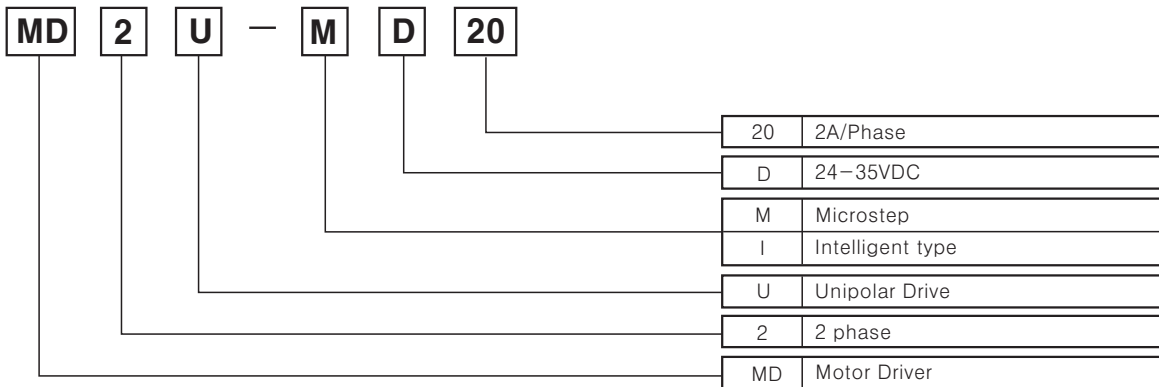 MD 2 U － M D 20
20 2A/Phase
D 24－35VDC
M Microstep
I Intelligent type
U Unipolar Drive
2 2 phase
MD Motor Driver